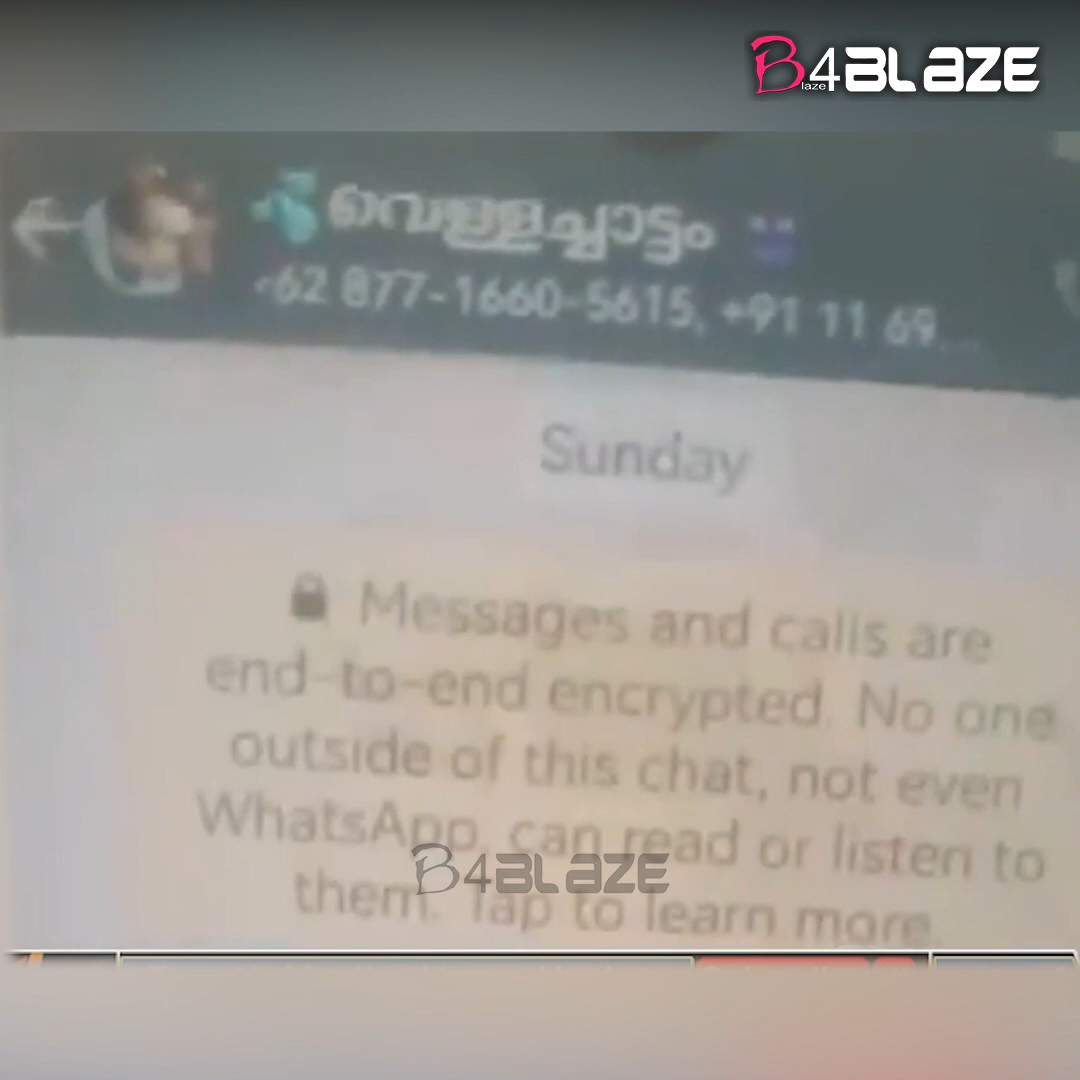 B4BLAZE
laze
വെള്ളച്ചാട്ടം
+62 877-1660-5615, +91 11 69...
Sunday
Messages and calls are
end-to-end encrypted. No one
outside of this chat, not even
WhatsApp, can read or listen to
them. Tap to learn more.
B4BLAZE